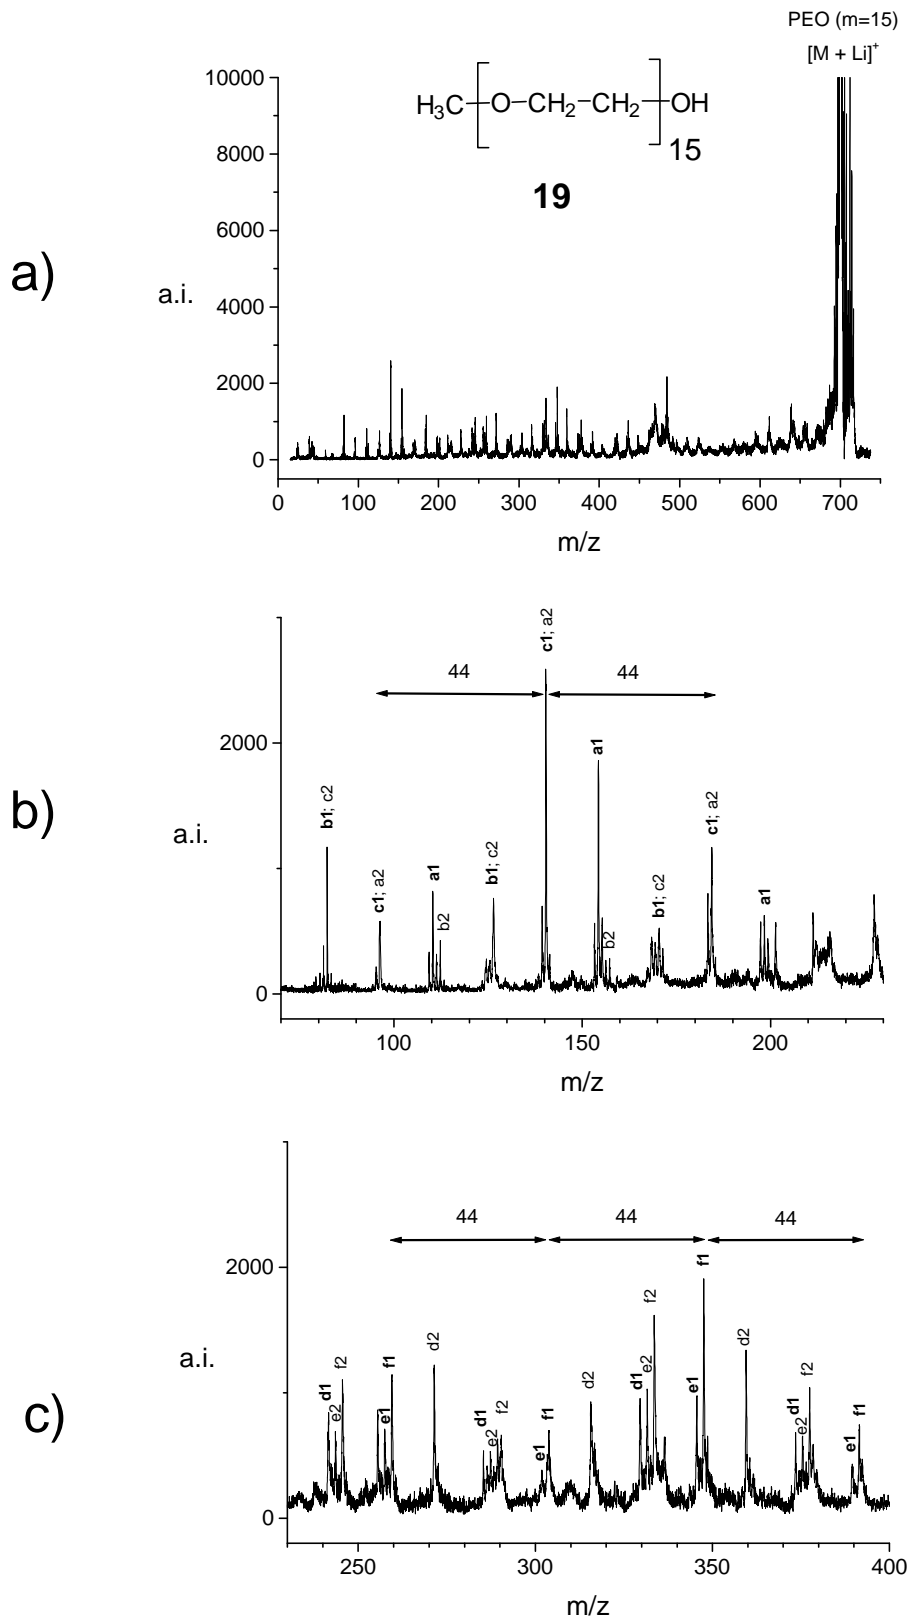 PEO (m=15)
[M + Li]+
10000
8000
6000
4000
2000
0
H3C
O
CH2
CH2
OH
15
19
a)
a.i.
0
100
200
300
400
500
600
700
m/z
b)
a.i.
2000
0
44
44
b1; c2
c1; a2
a1
b2
b1; c2
c1; a2
a1
b2
b1; c2
c1; a2
a1
100
150
200
m/z
c)
a.i.
2000
0
44
44
44
d1
e2
f2
e1
f1
d2
d1
e2
f2
e1
f1
d2
d1
e2
f2
e1
f1
d2
d1
e2
f2
e1
f1
250
300
350
400
m/z